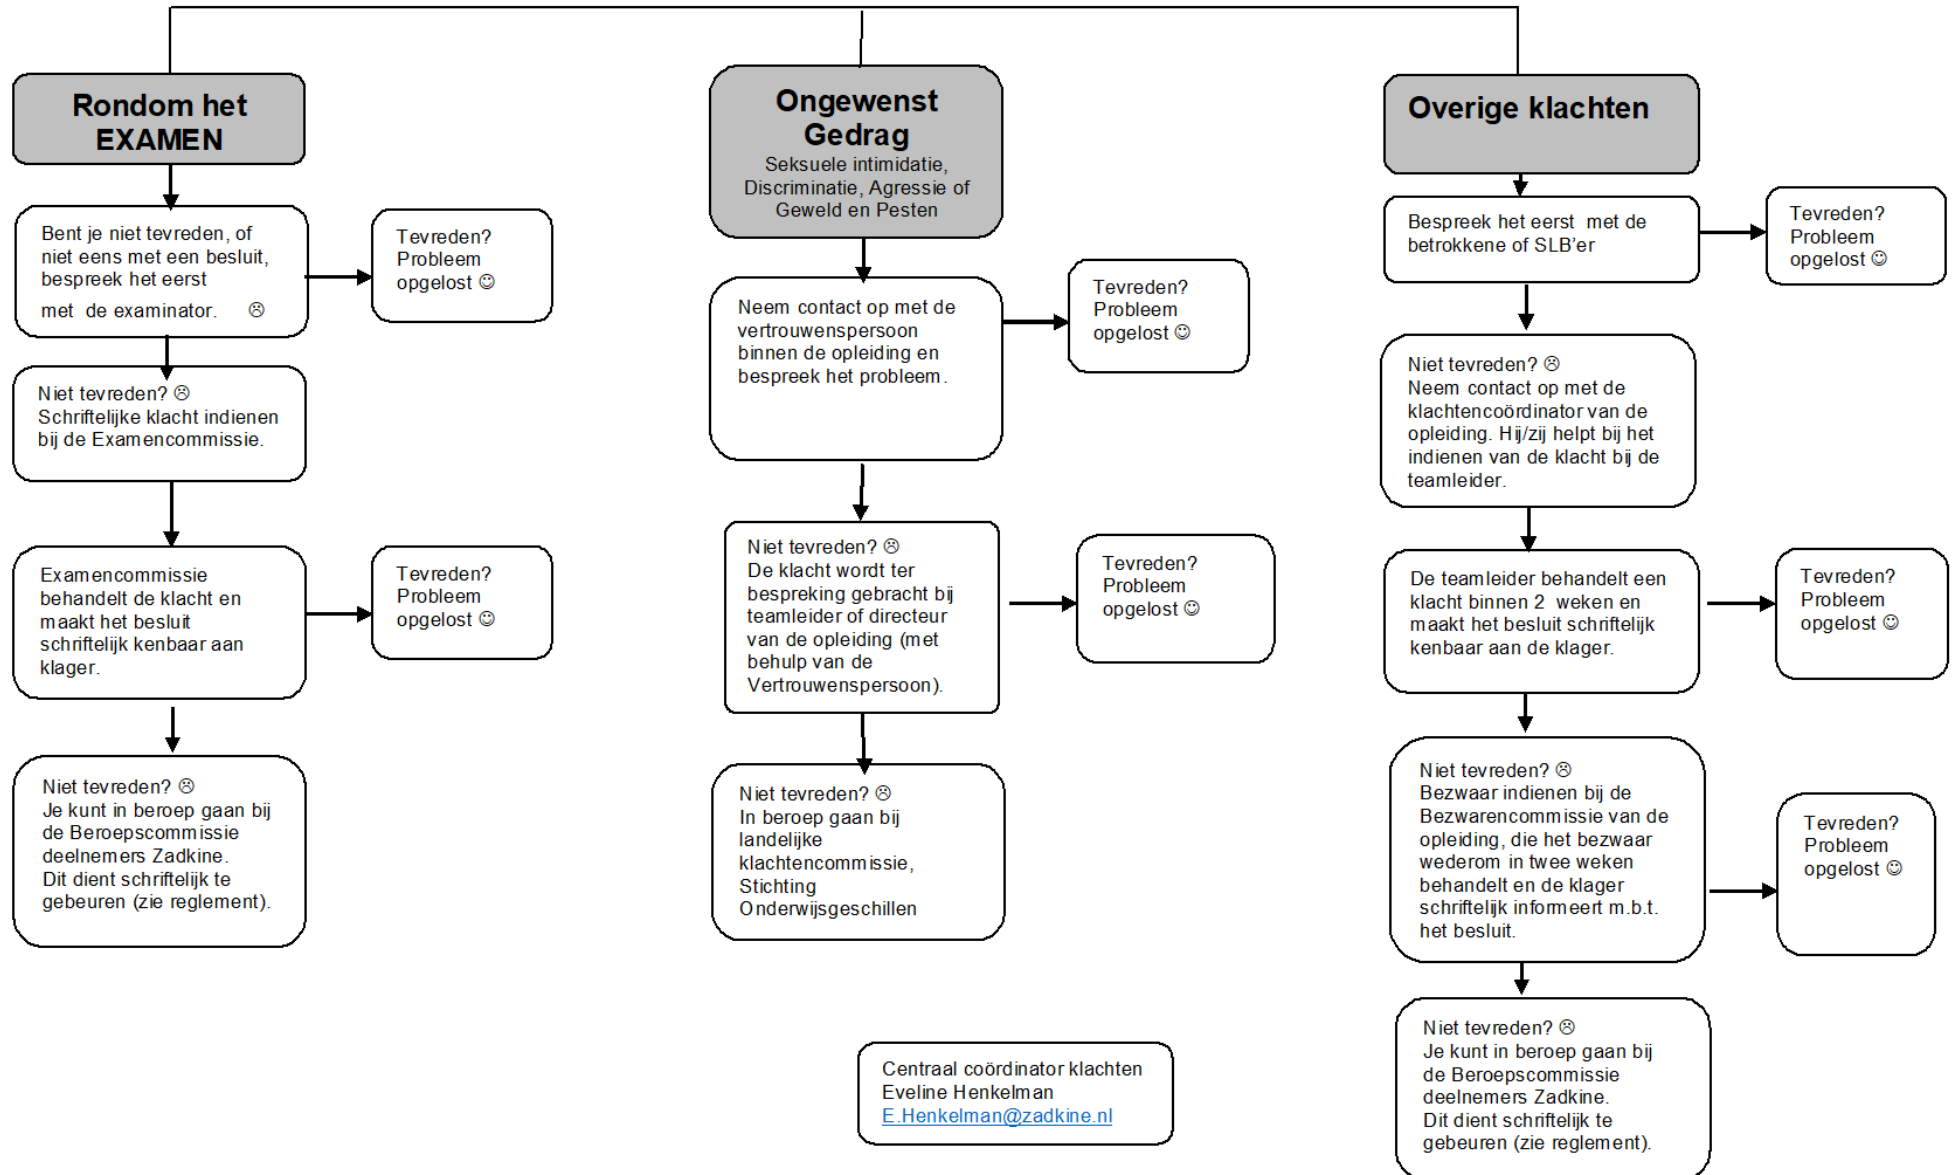 Rondom het
EXAMEN
Bent je niet tevreden, of
niet eens met een besluit,
bespreek het eerst
met de examinator. ☹
Tevreden?
Probleem
opgelost ☺
Niet tevreden? ☹
Schriftelijke klacht indienen
bij de Examencommissie.
Examencommissie
behandelt de klacht en
maakt het besluit
schriftelijk kenbaar aan
klager.
Tevreden?
Probleem
opgelost ☺
Niet tevreden? ☹
Je kunt in beroep gaan bij
de Beroepscommissie
deelnemers Zadkine.
Dit dient schriftelijk te
gebeuren (zie reglement).
Ongewenst
Gedrag
Seksuele intimidatie,
Discriminatie, Agressie of
Geweld en Pesten
Neem contact op met de
vertrouwenspersoon
binnen de opleiding en
bespreek het probleem.
Tevreden?
Probleem
opgelost ☺
Niet tevreden? ☹
De klacht wordt ter
bespreking gebracht bij
teamleider of directeur
van de opleiding (met
behulp van de
Vertrouwenspersoon).
Tevreden?
Probleem
opgelost ☺
Niet tevreden? ☹
In beroep gaan bij
landelijke
klachtencommissie,
Stichting
Onderwijsgeschillen
Centraal coördinator klachten
Eveline Henkelman
E.Henkelman@zadkine.nl
Overige klachten
Bespreek het eerst met de
betrokkene of SLB'er
Tevreden?
Probleem
opgelost ☺
Niet tevreden? ☹
Neem contact op met de
klachtencoördinator van de
opleiding. Hij/zij helpt bij het
indienen van de klacht bij de
teamleider.
De teamleider behandelt een
klacht binnen 2 weken en
maakt het besluit schriftelijk
kenbaar aan de klager.
Tevreden?
Probleem
opgelost ☺
Niet tevreden? ☹
Bezwaar indienen bij de
Bezwarencommissie van de
opleiding, die het bezwaar
wederom in twee weken
behandelt en de klager
schriftelijk informeert m.b.t.
het besluit.
Tevreden?
Probleem
opgelost ☺
Niet tevreden? ☹
Je kunt in beroep gaan bij
de Beroepscommissie
deelnemers Zadkine.
Dit dient schriftelijk te
gebeuren (zie reglement).